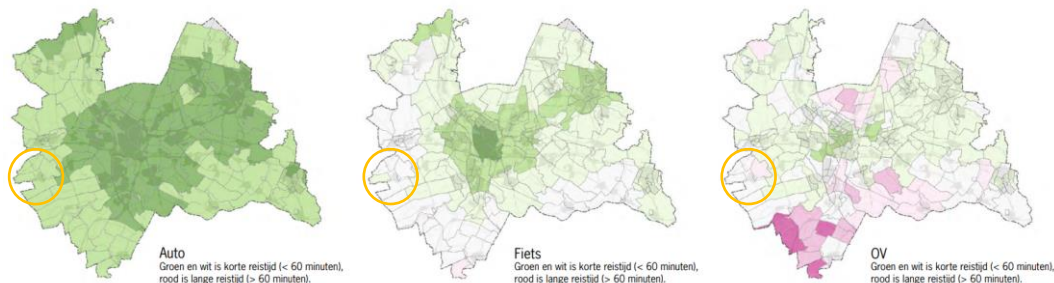 Auto
Groen en wit is korte reistijd (< 60 minuten),
rood is lange reistijd (> 60 minuten).
Fiets
Groen en wit is korte reistijd (< 60 minuten),
rood is lange reistijd (> 60 minuten).
OV
Groen en wit is korte reistijd (< 60 minuten),
rood is lange reistijd (> 60 minuten).